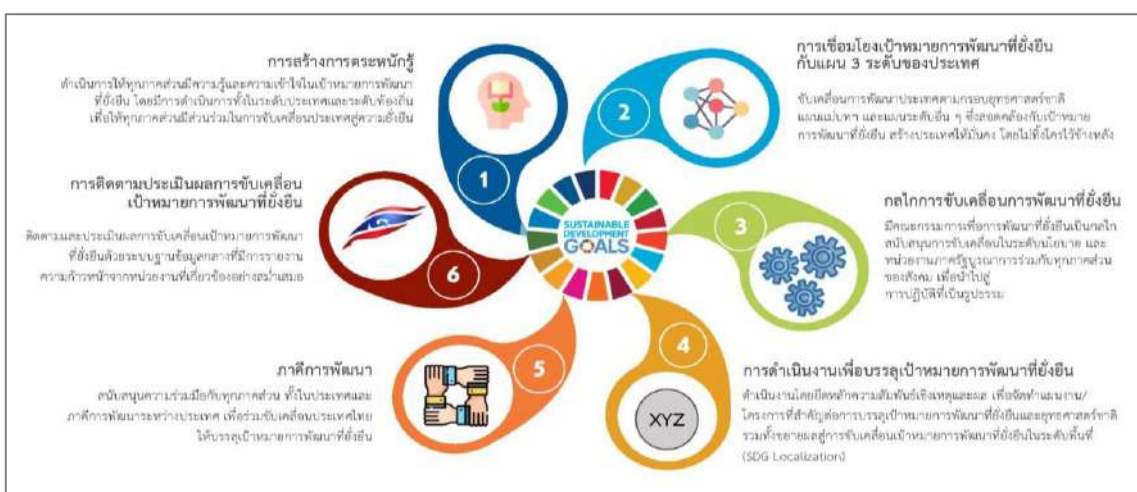 การสร้างการตระหนักรู้
ดำเนินการให้ทุกภาคส่วนมีความรู้และความเข้าใจในเป้าหมายการพัฒนา
ที่ยั่งยืน โดยมีการดำเนินการทั้งในระดับประเทศและระดับท้องถิ่น
เพื่อให้ทุกภาคส่วนมีส่วนร่วมในการขับเคลื่อนประเทศสู่ความยั่งยืน
1
การเชื่อมโยงเป้าหมายการพัฒนาที่ยั่งยืน
กับแผน 3 ระดับของประเทศ
ขับเคลื่อนการพัฒนาประเทศตามกรอบยุทธศาสตร์ชาติ
แผนแม่บทฯ และแผนระดับอื่น ๆ ซึ่งสอดคล้องกับเป้าหมาย
การพัฒนาที่ยั่งยืน สร้างประเทศให้มั่นคง โดยไม่ทิ้งใครไว้ข้างหลัง
2
กลไกการขับเคลื่อนการพัฒนาที่ยั่งยืน
มีคณะกรรมการเพื่อการพัฒนาที่ยั่งยืนเป็นกลไก
สนับสนุนการขับเคลื่อนในระดับนโยบาย และ
หน่วยงานภาครัฐบูรณาการร่วมกับทุกภาคส่วน
ของสังคม เพื่อนำไปสู่
การปฏิบัติที่เป็นรูปธรรม
3
การดำเนินงานเพื่อบรรลุเป้าหมายการพัฒนาที่ยั่งยืน
ดำเนินงานโดยยึดหลักความสัมพันธ์เชิงเหตุและผล เพื่อจัดทำแผนงาน/
โครงการที่สำคัญต่อการบรรลุเป้าหมายการพัฒนาที่ยั่งยืนและยุทธศาสตร์ชาติ
รวมทั้งขยายผลสู่การขับเคลื่อนเป้าหมายการพัฒนาที่ยั่งยืนในระดับพื้นที่
(SDG Localization)
4
XYZ
ภาคีการพัฒนา
สนับสนุนความร่วมมือกับทุกภาคส่วน ทั้งในประเทศและ
ภาคีการพัฒนาระหว่างประเทศ เพื่อร่วมขับเคลื่อนประเทศไทย
ให้บรรลุเป้าหมายการพัฒนาที่ยั่งยืน
5
การติดตามประเมินผลการขับเคลื่อน
เป้าหมายการพัฒนาที่ยั่งยืน
ติดตามและประเมินผลการขับเคลื่อนเป้าหมายการพัฒนา
ที่ยั่งยืนด้วยระบบฐานข้อมูลกลางที่มีการรายงาน
ความก้าวหน้าจากหน่วยงานที่เกี่ยวข้องอย่างสม่ำเสมอ
6
SUSTAINABLE
DEVELOPMENT
GOALS